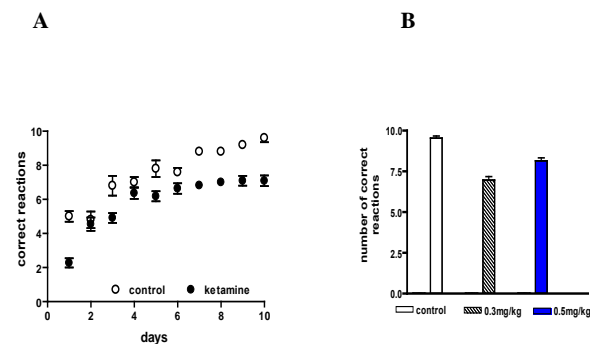 A
B
correct reactions
10
8
6
4
2
0
0 2 4 6 8 10
control ketamine
days
number of correct
reactions
10.0
7.5
5.0
2.5
0.0
control 0.3mg/kg 0.5mg/kg